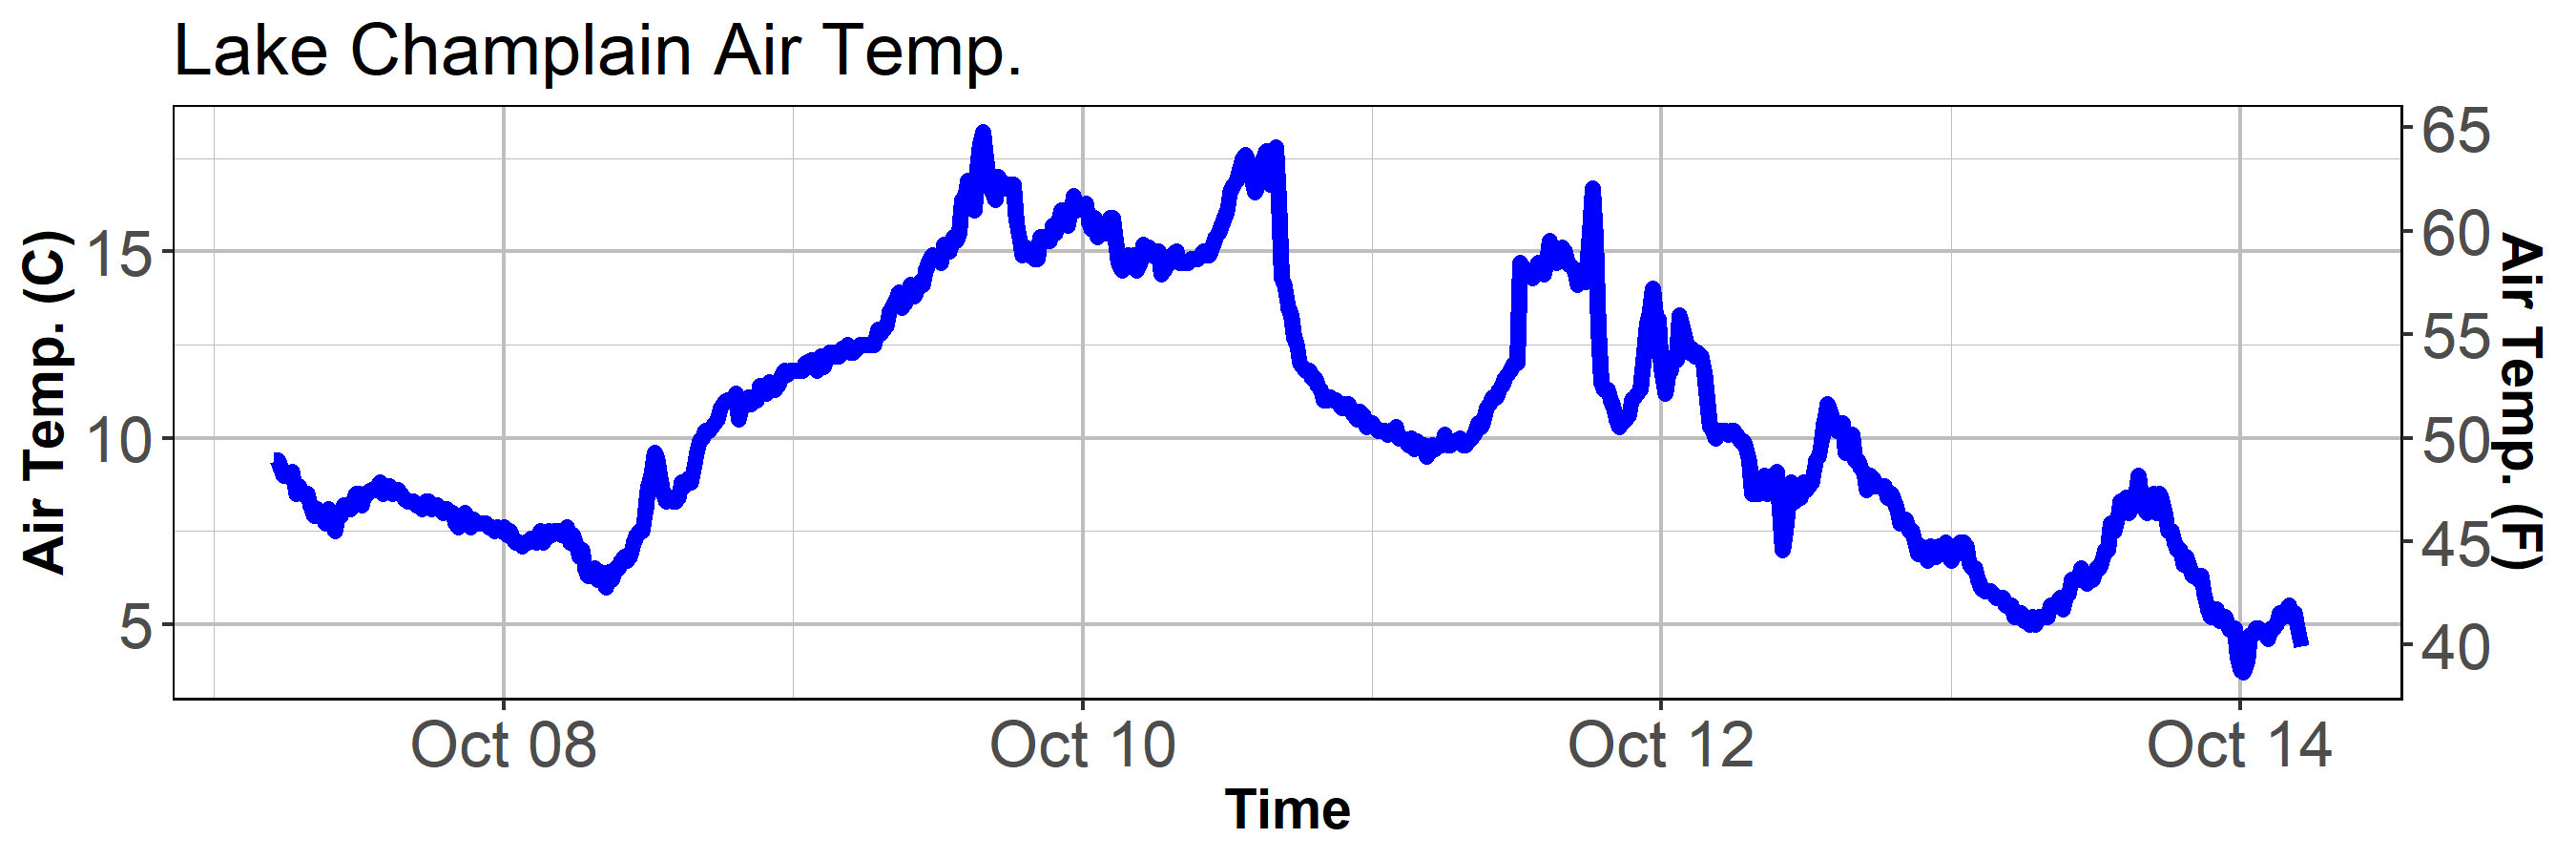 Lake Champlain Air Temp.
Air Temp. (C)
15
10
5
65
60
55
50
45
40
Air Temp. (F)
Oct 08
Oct 10
Oct 12
Oct 14
Time